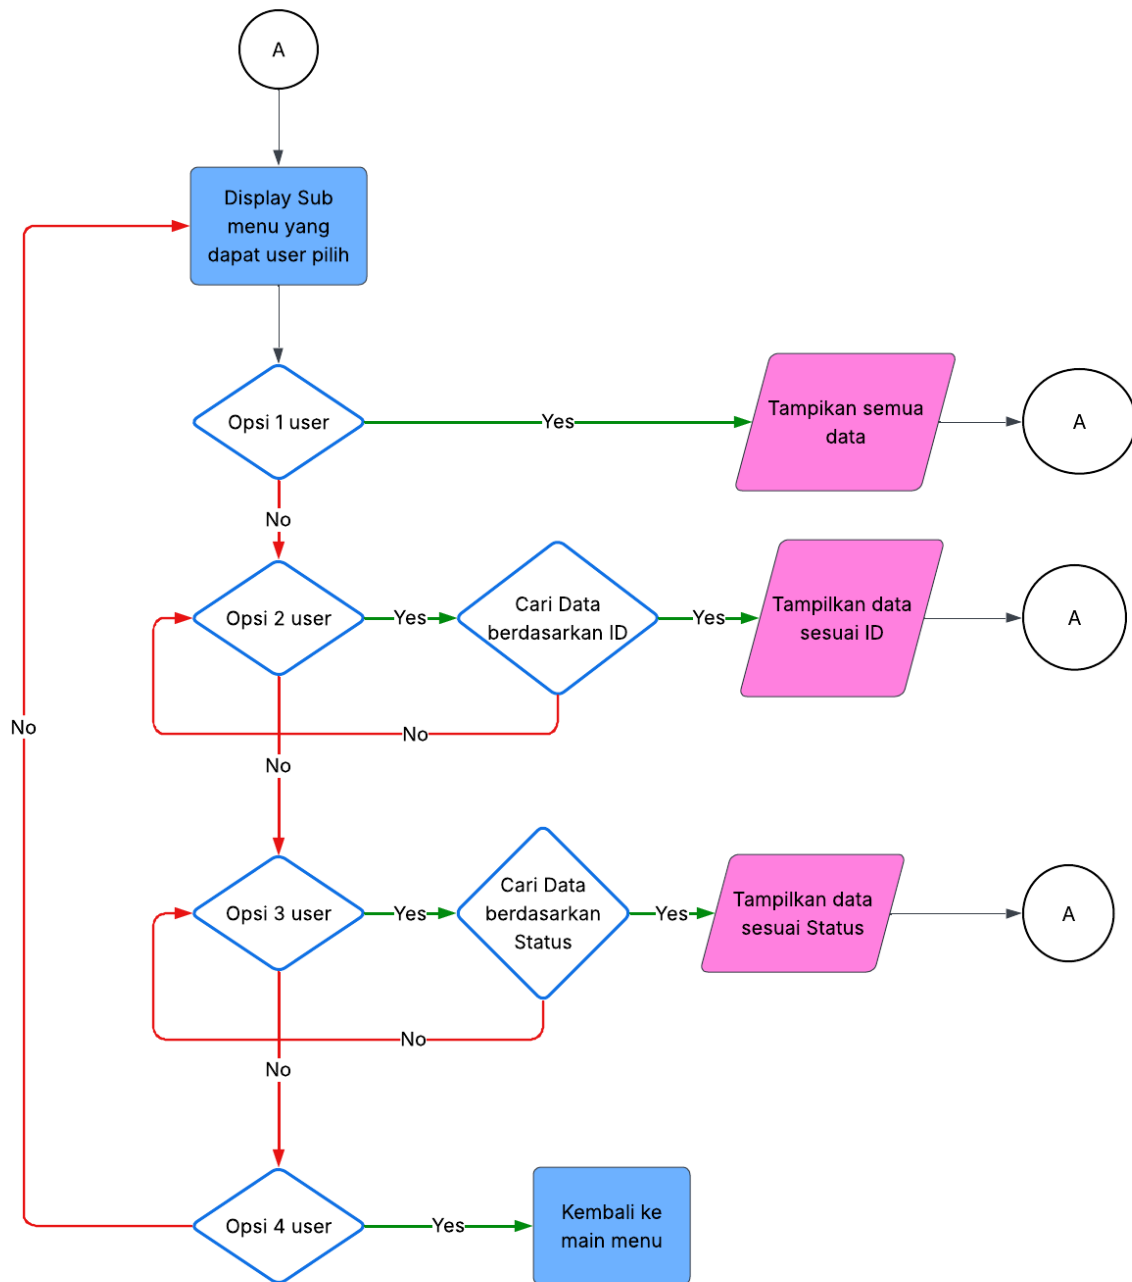 A
Display Sub
menu yang
dapat user pilih
Opsi 1 user
Yes
Tampikan semua
data
A
No
Opsi 2 user
Yes
Cari Data
berdasarkan ID
Yes
Tampilkan data
sesuai ID
A
No
No
No
Opsi 3 user
Yes
Cari Data
berdasarkan
Status
Yes
Tampilkan data
sesuai Status
A
No
No
Opsi 4 user
Yes
Kembali ke
main menu